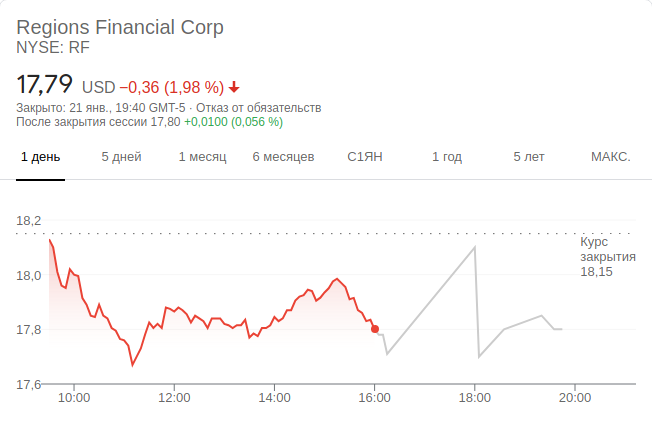 Regions Financial Corp
NYSE: RF
17,79 USD −0,36 (1,98 %)
Закрыто: 21 янв., 19:40 GMT-5 · Отказ от обязательств
После закрытия сессии 17,80 +0,0100 (0,056 %)
1 день 5 дней 1 месяц 6 месяцев С1ЯН 1 год 5 лет МАКС.
18,2
Курс
закрытия
18,15
18,0
17,8
17,6
10:00 12:00 14:00 16:00 18:00 20:00